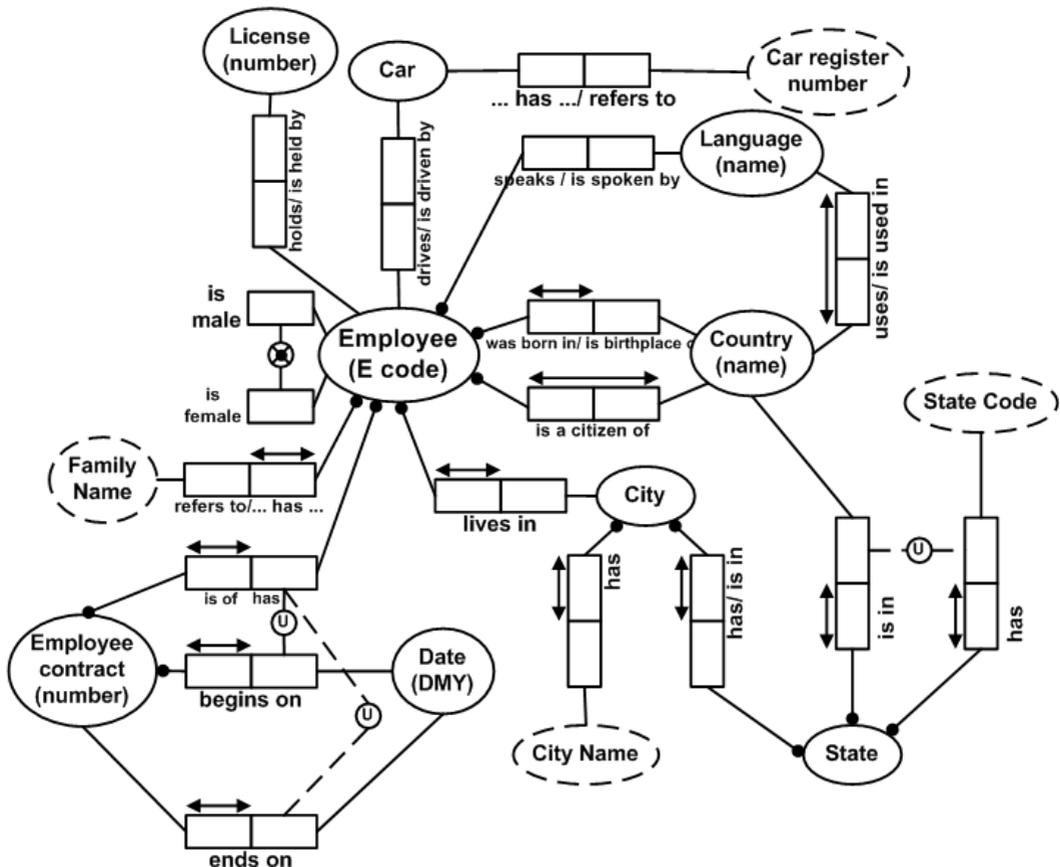 License
(number)
Car
Car register
number
... has .../ refers to
holds/ is held by
drives/ is driven by
Language
(name)
speaks / is spoken by
uses/ is used in
is
male
Employee
(E code)
was born in/ is birthplace o
Country
(name)
is
female
is a citizen of
State Code
Family
Name
refers to/... has ...
lives in
City
has
has/ is in
U
is in
has
is of has
U
Employee
contract
(number)
begins on
Date
(DMY)
U
City Name
State
ends on